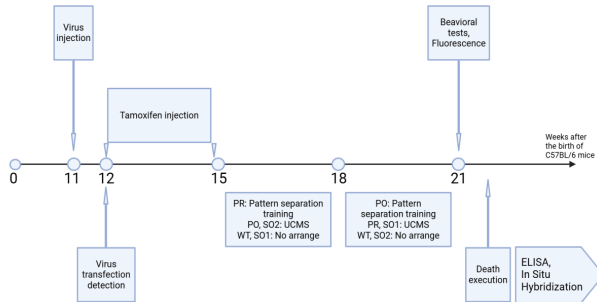 Virus
injection
Beavioral
tests,
Fluorescence
Tamoxifen injection
Weeks after
the birth of
C57BL/6 mice
0
11
12
15
18
21
PR: Pattern separation
training
PO, SO2: UCMS
WT, SO1: No arrange
PO: Pattern
separation training
PR, SO1: UCMS
WT, SO2: No arrange
Virus
transfection
detection
Death
execution
ELISA,
In Situ
Hybridization